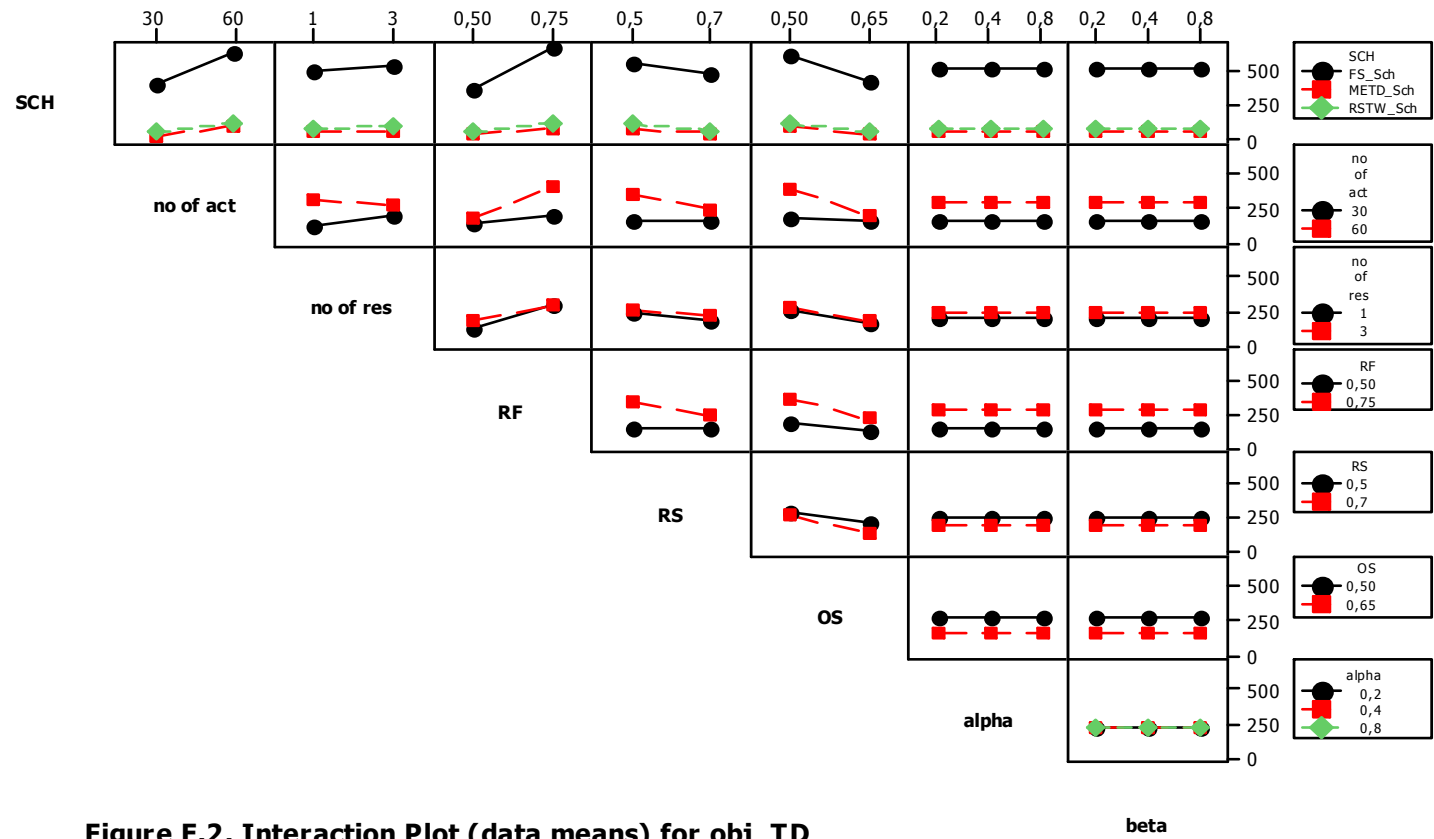 30 60 1 3 0,50 0,75 0,5 0,7 0,50 0,65 0,2 0,4 0,8 0,2 0,4 0,8
SCH
500
250
0
SCH
FS_Sch
METD_Sch
RSTW_Sch
no of act
500
250
0
no
of
act
30
60
no of res
500
250
0
no
of
res
1
3
RF
500
250
0
RF
0,50
0,75
RS
500
250
0
RS
0,5
0,7
OS
500
250
0
OS
0,50
0,65
alpha
500
250
0
alpha
0,2
0,4
0,8
beta
Figure F.2. Interaction Plot (data means) for obj_TD